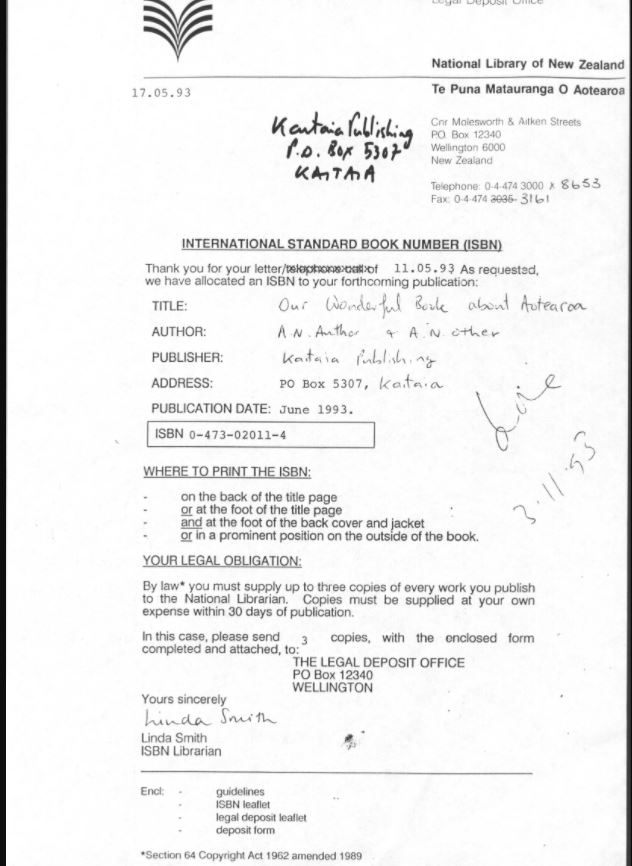 Legal Deposit Office
National Library of New Zealand
17.05.93
Te Puna Matauranga O Aotearoa
Kaitaia Publishing
P.O. Box 5307
KAITAIA
Cnr Molesworth & Aitken Streets
PO. Box 12340
Wellington 6000
New Zealand
Telephone: 0-4-474 3000 x 8653
Fax: 0-4-474 3035- 3161
INTERNATIONAL STANDARD BOOK NUMBER (ISBN)
Thank you for your letter/telephone call of 11.05.93 As requested,
we have allocated an ISBN to your forthcoming publication:
TITLE: Our Wonderful Book about Aotearoa
AUTHOR: A.N. Author + A.N. other
PUBLISHER: Kaitaia Publishing
ADDRESS: PO Box 5307, Kaitaia
PUBLICATION DATE: June 1993.
ISBN 0-473-02011-4
3.11.93
WHERE TO PRINT THE ISBN:
- on the back of the title page
- or at the foot of the title page
- and at the foot of the back cover and jacket
- or in a prominent position on the outside of the book.
YOUR LEGAL OBLIGATION:
By law* you must supply up to three copies of every work you publish
to the National Librarian. Copies must be supplied at your own
expense within 30 days of publication.
In this case, please send 3 copies, with the enclosed form
completed and attached, to:
THE LEGAL DEPOSIT OFFICE
PO Box 12340
WELLINGTON
Yours sincerely
Linda Smith
Linda Smith
ISBN Librarian
Encl: - guidelines
- ISBN leaflet
- legal deposit leaflet
- deposit form
*Section 64 Copyright Act 1962 amended 1989